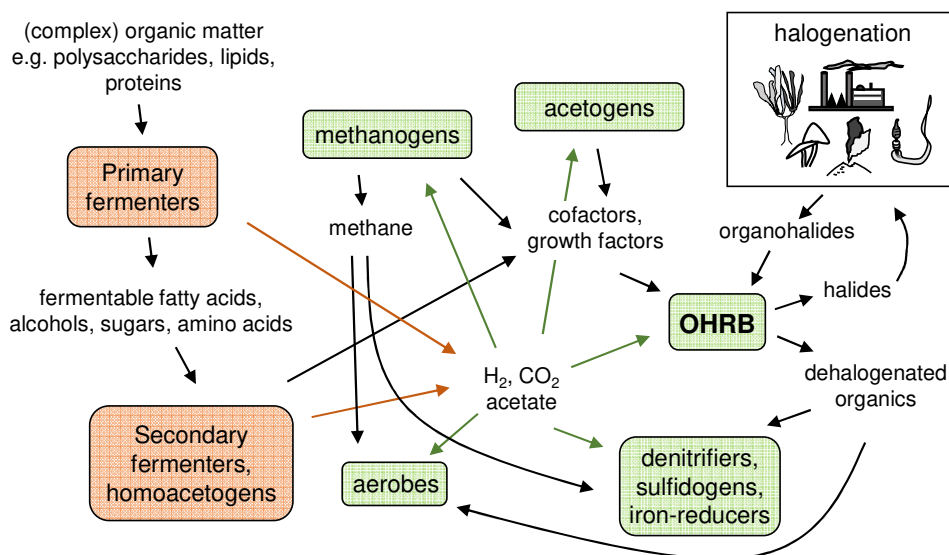 (complex) organic matter
e.g. polysaccharides, lipids,
proteins
halogenation
acetogens
methanogens
Primary
fermenters
methane
cofactors,
growth factors
organohalides
halides
fermentable fatty acids,
alcohols, sugars, amino acids
OHRB
H₂, CO₂
acetate
dehalogenated
organics
Secondary
fermenters,
homoacetogens
aerobes
denitrifiers,
sulfidogens,
iron-reducers